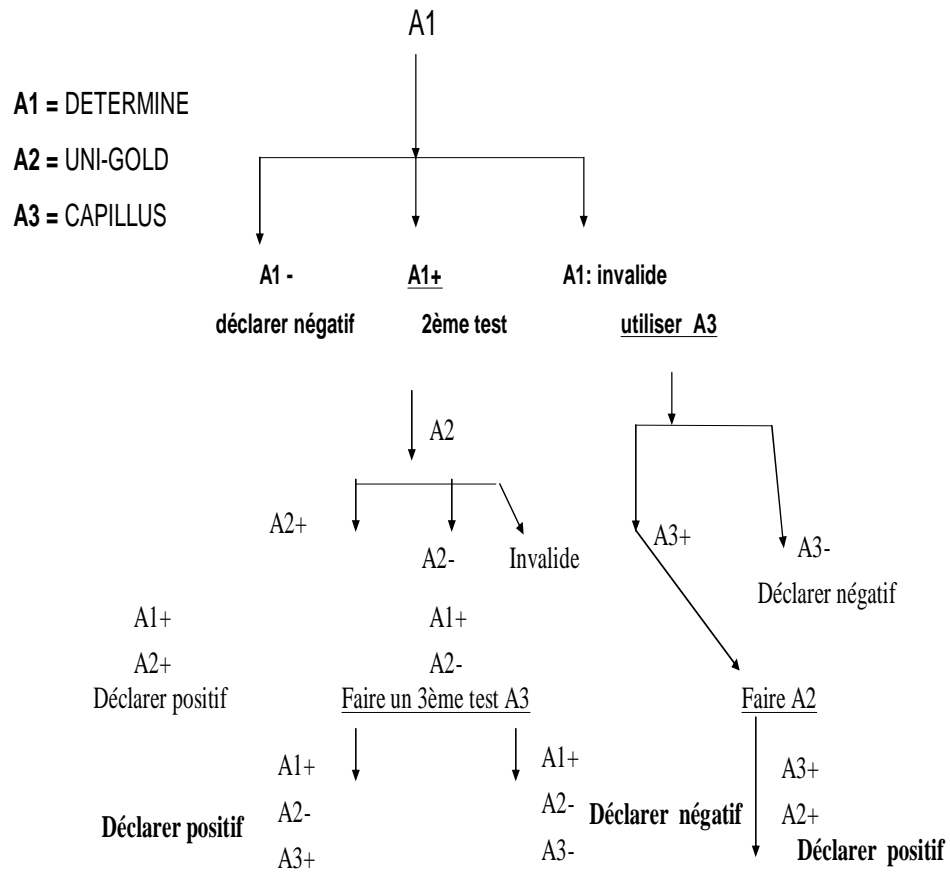 A1
A1 = DETERMINE
A2 = UNI-GOLD
A3 = CAPILLUS
A1 - A1+ A1: invalide
déclarer négatif 2ème test utiliser A3
A2
A2+ A2- Invalide
A3+ A3-
Déclarer négatif
A1+ A1+
A2+ A2-
Déclarer positif Faire un 3ème test A3 Faire A2
A1+
A2-
Déclarer positif
A3+
A1+
A2-
Déclarer négatif
A3-
A3+
A2+
Déclarer positif